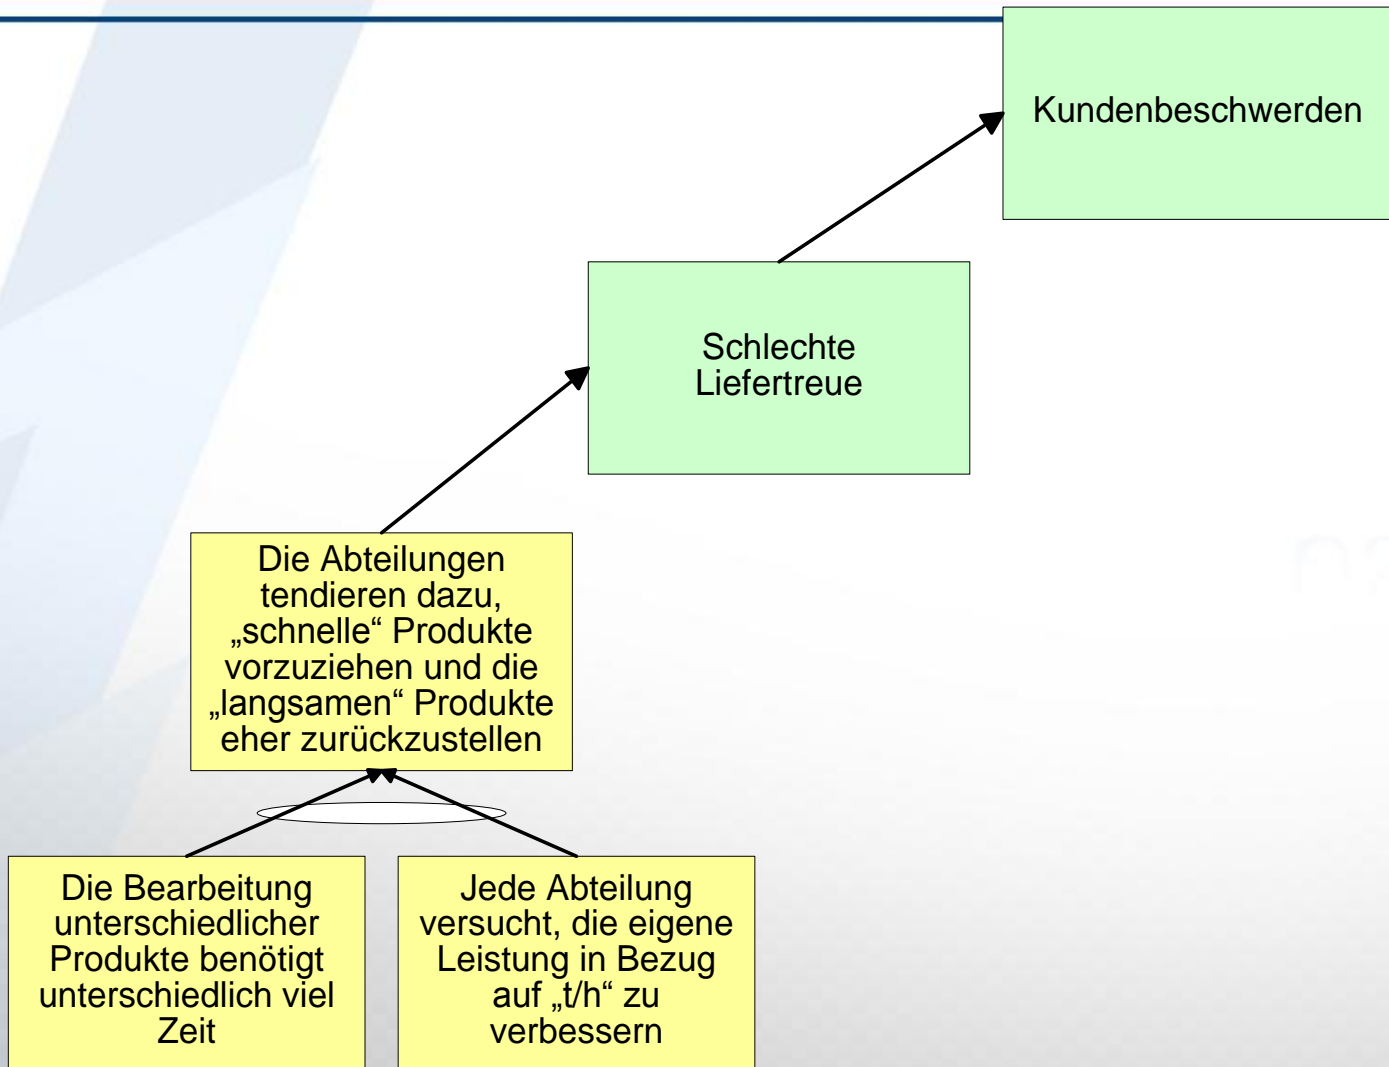 Kundenbeschwerden
Schlechte
Liefertreue
Die Abteilungen
tendieren dazu,
„schnelle“ Produkte
vorzuziehen und die
„langsamen“ Produkte
eher zurückzustellen
Die Bearbeitung
unterschiedlicher
Produkte benötigt
unterschiedlich viel
Zeit
Jede Abteilung
versucht, die eigene
Leistung in Bezug
auf „t/h“ zu
verbessern